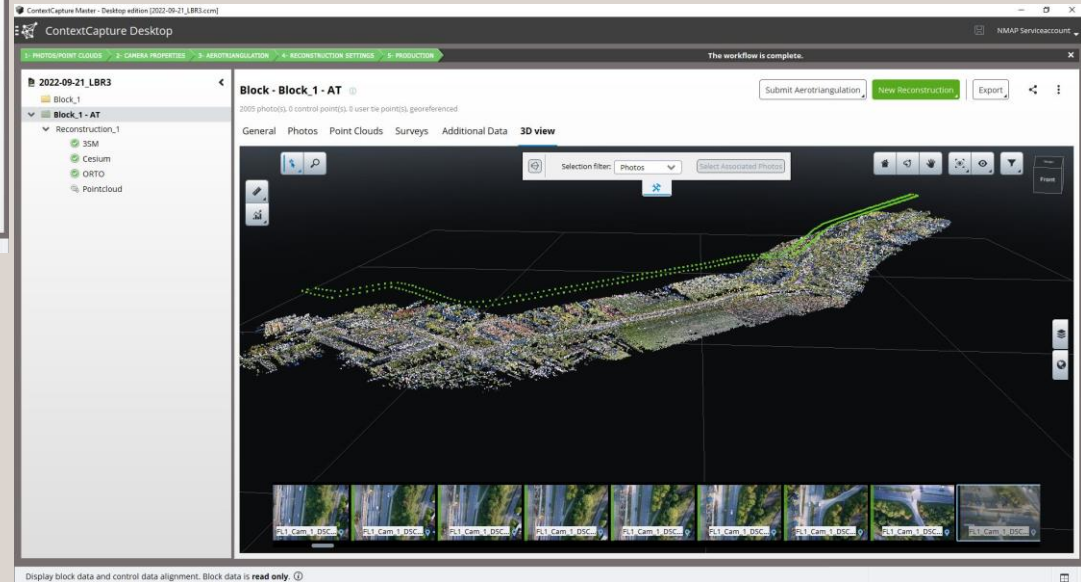 ContextCapture Master - Desktop edition [2022-09-21_LBR3.ccm]
ContextCapture Desktop
NMAP Serviceaccount
1- PHOTOS/POINT CLOUDS 2- CAMERA PROPERTIES 3- AEROTRIANGULATION 4- RECONSTRUCTION SETTINGS 5- PRODUCTION
The workflow is complete.
2022-09-21_LBR3
Block_1
Block_1 - AT
Reconstruction_1
3SM
Cesium
ORTO
Pointcloud
Block - Block_1 - AT
Submit Aerotriangulation
New Reconstruction
Export
2005 photo(s), 0 control point(s), 0 user tie point(s), georeferenced
General Photos Point Clouds Surveys Additional Data 3D view
Selection filter: Photos
Select Associated Photos
Front
FL1_Cam_1_DSC... FL1_Cam_1_DSC... FL1_Cam_1_DSC... FL1_Cam_1_DSC... FL1_Cam_1_DSC... FL1_Cam_1_DSC... FL1_Cam_1_DSC... FL1_Cam_1_DSC... FL1_Cam_1_DSC...
Display block data and control data alignment. Block data is read only.